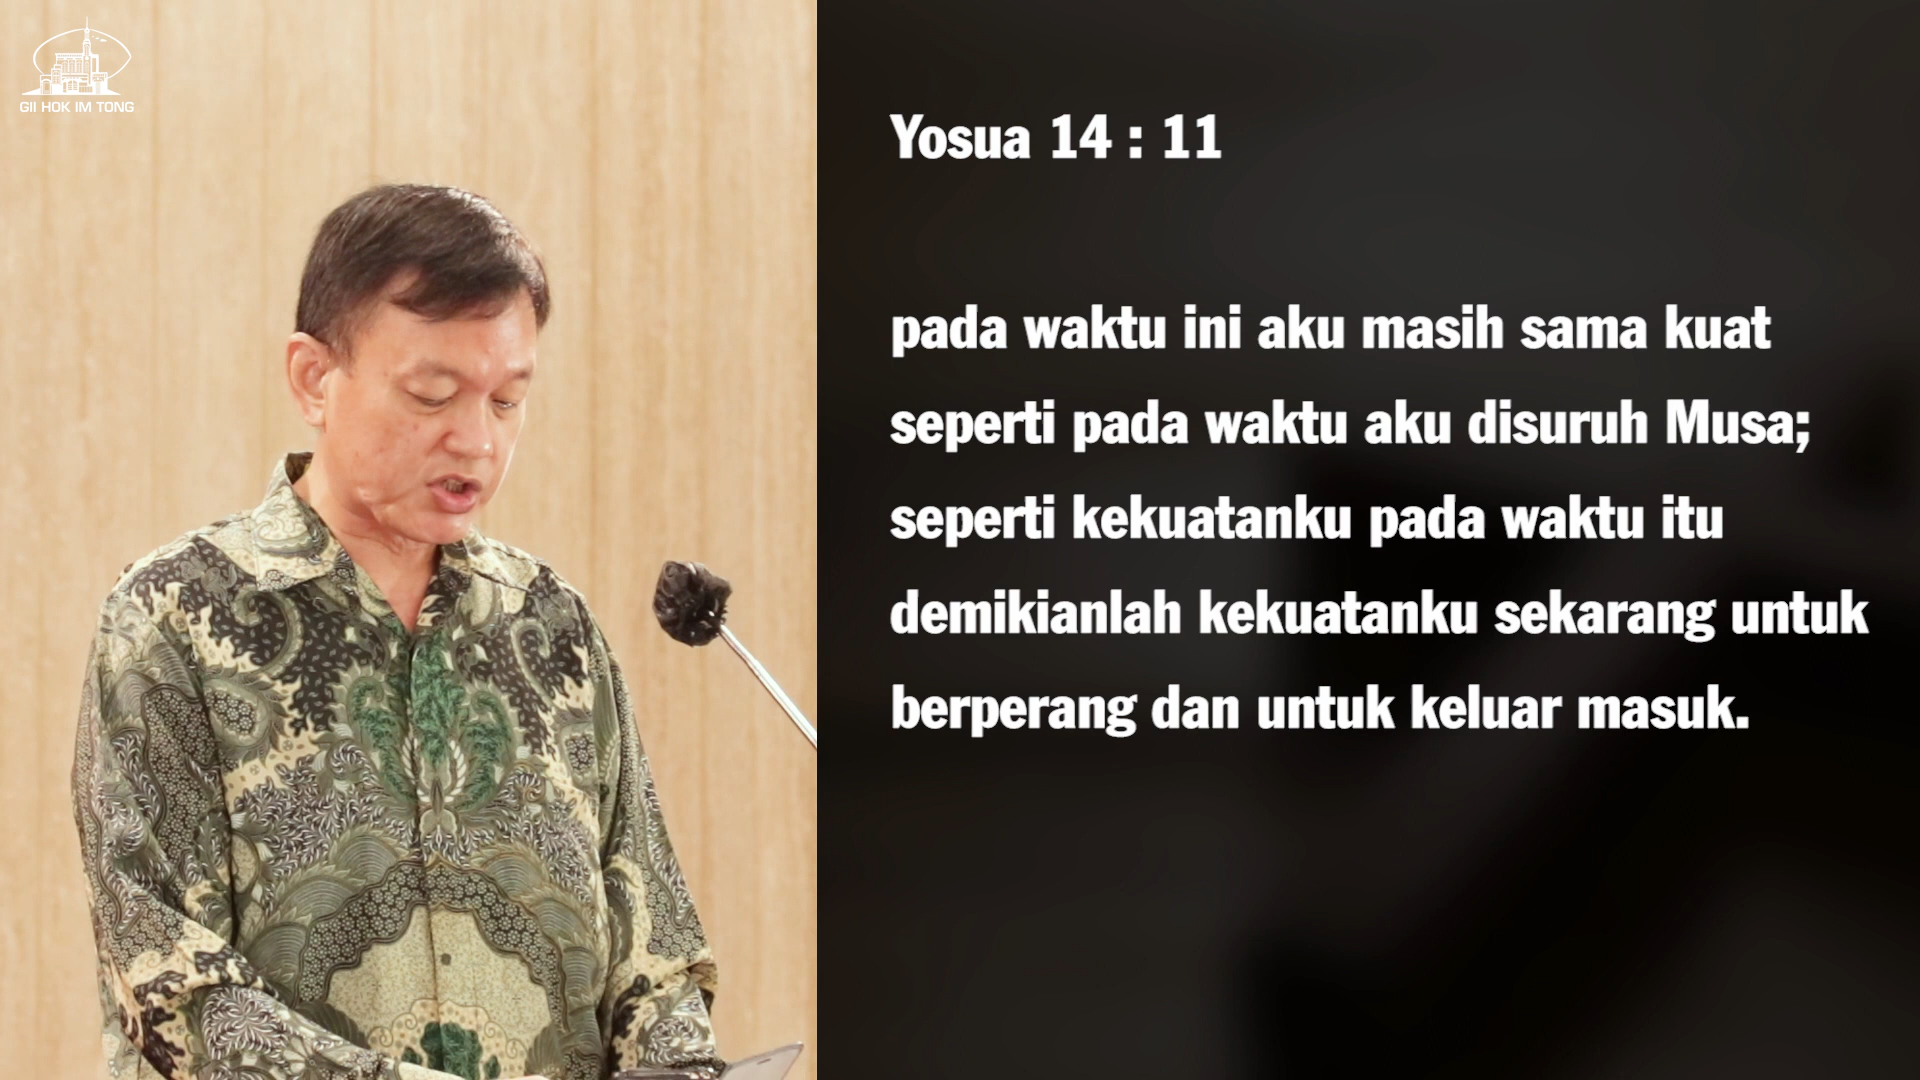 GII HOK IM TONG
Yosua 14 : 11
pada waktu ini aku masih sama kuat
seperti pada waktu aku disuruh Musa;
seperti kekuatanku pada waktu itu
demikianlah kekuatanku sekarang untuk
berperang dan untuk keluar masuk.